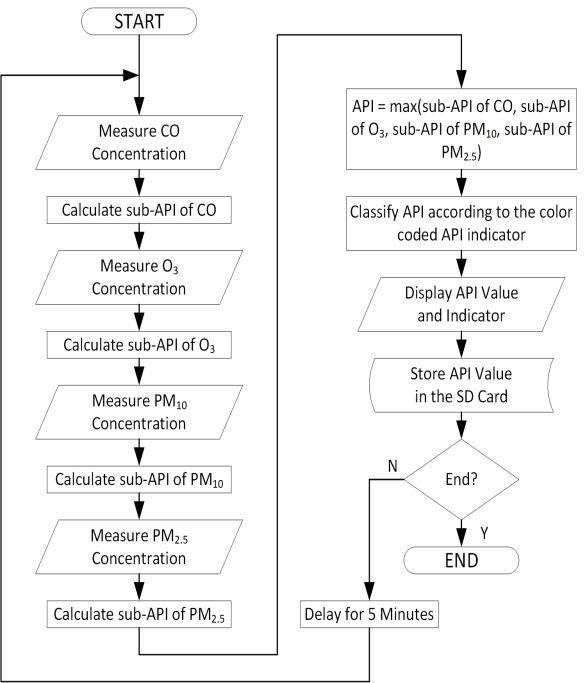 START
Measure CO
Concentration
Calculate sub-API of CO
Measure O₃
Concentration
Calculate sub-API of O₃
Measure PM₁₀
Concentration
Calculate sub-API of PM₁₀
Measure PM₂.₅
Concentration
Calculate sub-API of PM₂.₅
API = max(sub-API of CO, sub-API
of O₃, sub-API of PM₁₀, sub-API of
PM₂.₅)
Classify API according to the color
coded API indicator
Display API Value
and Indicator
Store API Value
in the SD Card
End?
N
Y
END
Delay for 5 Minutes